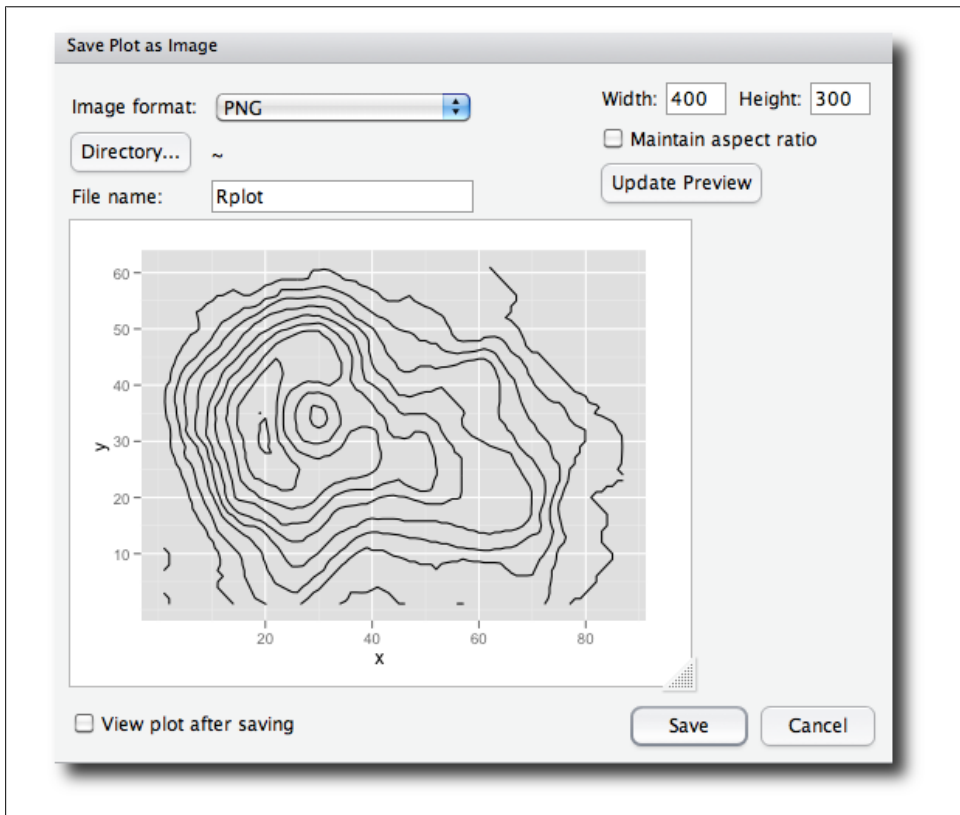 Save Plot as Image
Image format: PNG
Width: 400 Height: 300
Maintain aspect ratio
Directory... ~
Update Preview
File name: Rplot
60
50
40
30
20
10
y
20 40 60 80
x
View plot after saving
Save Cancel